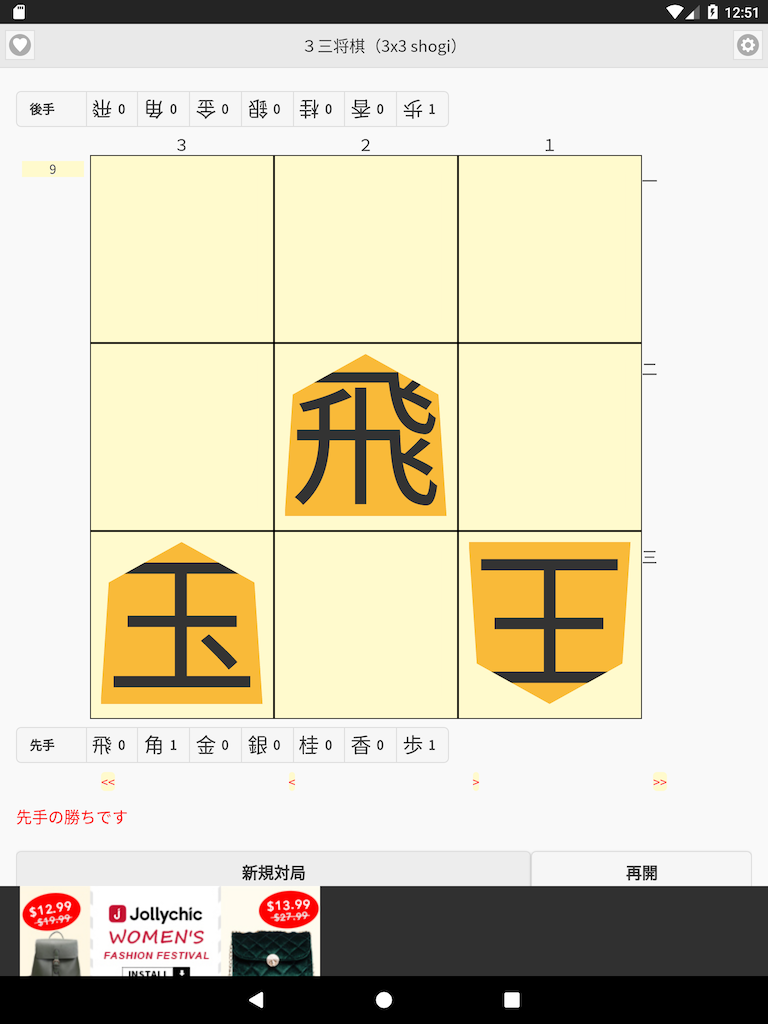 12:51
３三将棋（3x3 shogi）
後手 飛 0 角 0 金 0 銀 0 桂 0 香 0 歩 1
３ ２ １
9
一
二
飛
三
玉 王
先手 飛 0 角 1 金 0 銀 0 桂 0 香 0 歩 1
<< < > >>
先手の勝ちです
新規対局 再開
$12.99
$19.99
J Jollychic
WOMEN'S
FASHION FESTIVAL
INSTALL
$13.99
$27.99